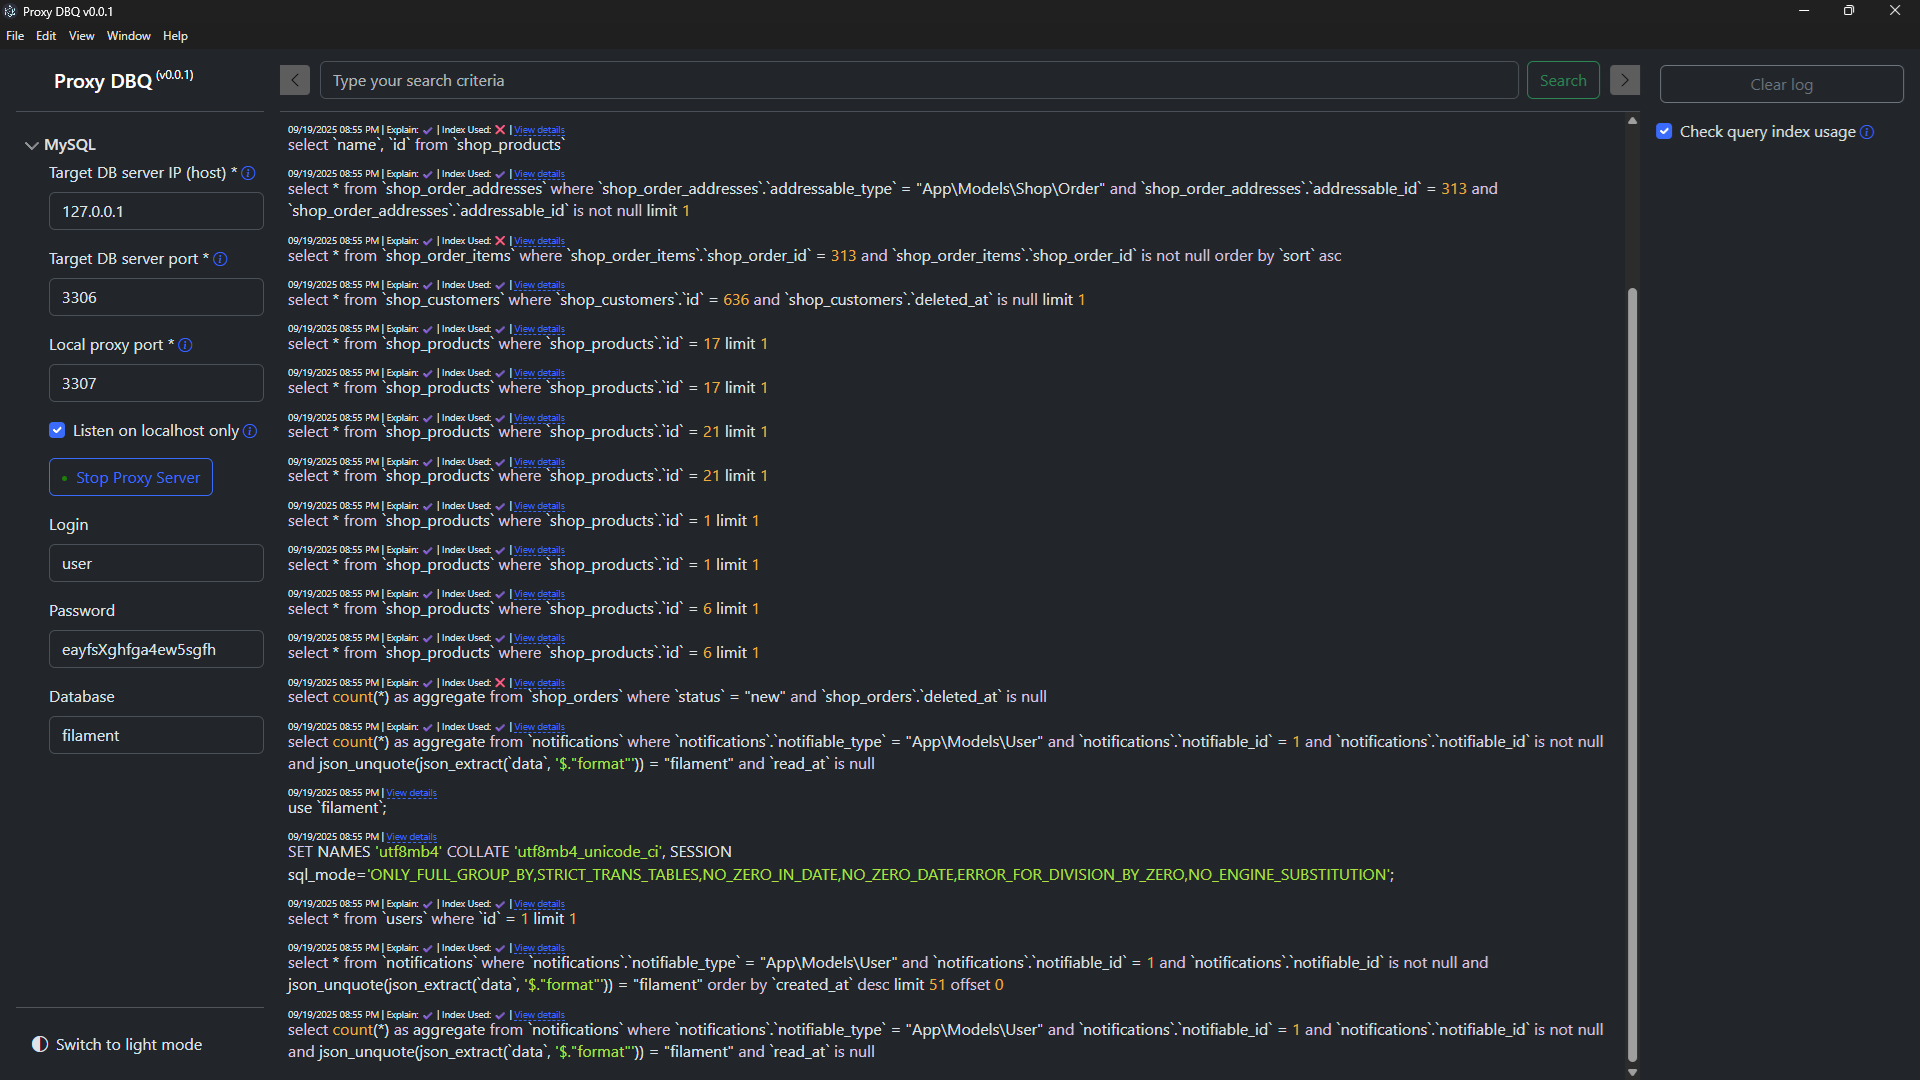 Proxy DBQ v0.0.1
File Edit View Window Help
Proxy DBQ (v0.0.1)
Type your search criteria
Search
Clear log
Check query index usage
MySQL
Target DB server IP (host) *
127.0.0.1
Target DB server port *
3306
Local proxy port *
3307
Listen on localhost only
Stop Proxy Server
Login
user
Password
eayfsXghfga4ew5sgfh
Database
filament
Switch to light mode
09/19/2025 08:55 PM | Explain: ✔ | Index Used: ❌ | View details
select `name`, `id` from `shop_products`
09/19/2025 08:55 PM | Explain: ✔ | Index Used: ✔ | View details
select * from `shop_order_addresses` where `shop_order_addresses`.`addressable_type` = "App\Models\Shop\Order" and `shop_order_addresses`.`addressable_id` = 313 and
`shop_order_addresses`.`addressable_id` is not null limit 1
09/19/2025 08:55 PM | Explain: ✔ | Index Used: ❌ | View details
select * from `shop_order_items` where `shop_order_items`.`shop_order_id` = 313 and `shop_order_items`.`shop_order_id` is not null order by `sort` asc
09/19/2025 08:55 PM | Explain: ✔ | Index Used: ✔ | View details
select * from `shop_customers` where `shop_customers`.`id` = 636 and `shop_customers`.`deleted_at` is null limit 1
09/19/2025 08:55 PM | Explain: ✔ | Index Used: ✔ | View details
select * from `shop_products` where `shop_products`.`id` = 17 limit 1
09/19/2025 08:55 PM | Explain: ✔ | Index Used: ✔ | View details
select * from `shop_products` where `shop_products`.`id` = 17 limit 1
09/19/2025 08:55 PM | Explain: ✔ | Index Used: ✔ | View details
select * from `shop_products` where `shop_products`.`id` = 21 limit 1
09/19/2025 08:55 PM | Explain: ✔ | Index Used: ✔ | View details
select * from `shop_products` where `shop_products`.`id` = 21 limit 1
09/19/2025 08:55 PM | Explain: ✔ | Index Used: ✔ | View details
select * from `shop_products` where `shop_products`.`id` = 1 limit 1
09/19/2025 08:55 PM | Explain: ✔ | Index Used: ✔ | View details
select * from `shop_products` where `shop_products`.`id` = 1 limit 1
09/19/2025 08:55 PM | Explain: ✔ | Index Used: ✔ | View details
select * from `shop_products` where `shop_products`.`id` = 6 limit 1
09/19/2025 08:55 PM | Explain: ✔ | Index Used: ✔ | View details
select * from `shop_products` where `shop_products`.`id` = 6 limit 1
09/19/2025 08:55 PM | Explain: ✔ | Index Used: ❌ | View details
select count(*) as aggregate from `shop_orders` where `status` = "new" and `shop_orders`.`deleted_at` is null
09/19/2025 08:55 PM | Explain: ✔ | Index Used: ✔ | View details
select count(*) as aggregate from `notifications` where `notifications`.`notifiable_type` = "App\Models\User" and `notifications`.`notifiable_id` = 1 and `notifications`.`notifiable_id` is not null
and json_unquote(json_extract(`data`, '$."format"')) = "filament" and `read_at` is null
09/19/2025 08:55 PM | View details
use `filament`;
09/19/2025 08:55 PM | View details
SET NAMES 'utf8mb4' COLLATE 'utf8mb4_unicode_ci', SESSION
sql_mode='ONLY_FULL_GROUP_BY,STRICT_TRANS_TABLES,NO_ZERO_IN_DATE,NO_ZERO_DATE,ERROR_FOR_DIVISION_BY_ZERO,NO_ENGINE_SUBSTITUTION';
09/19/2025 08:55 PM | Explain: ✔ | Index Used: ✔ | View details
select * from `users` where `id` = 1 limit 1
09/19/2025 08:55 PM | Explain: ✔ | Index Used: ✔ | View details
select * from `notifications` where `notifications`.`notifiable_type` = "App\Models\User" and `notifications`.`notifiable_id` = 1 and `notifications`.`notifiable_id` is not null and
json_unquote(json_extract(`data`, '$."format"')) = "filament" order by `created_at` desc limit 51 offset 0
09/19/2025 08:55 PM | Explain: ✔ | Index Used: ✔ | View details
select count(*) as aggregate from `notifications` where `notifications`.`notifiable_type` = "App\Models\User" and `notifications`.`notifiable_id` = 1 and `notifications`.`notifiable_id` is not null
and json_unquote(json_extract(`data`, '$."format"')) = "filament" and `read_at` is null